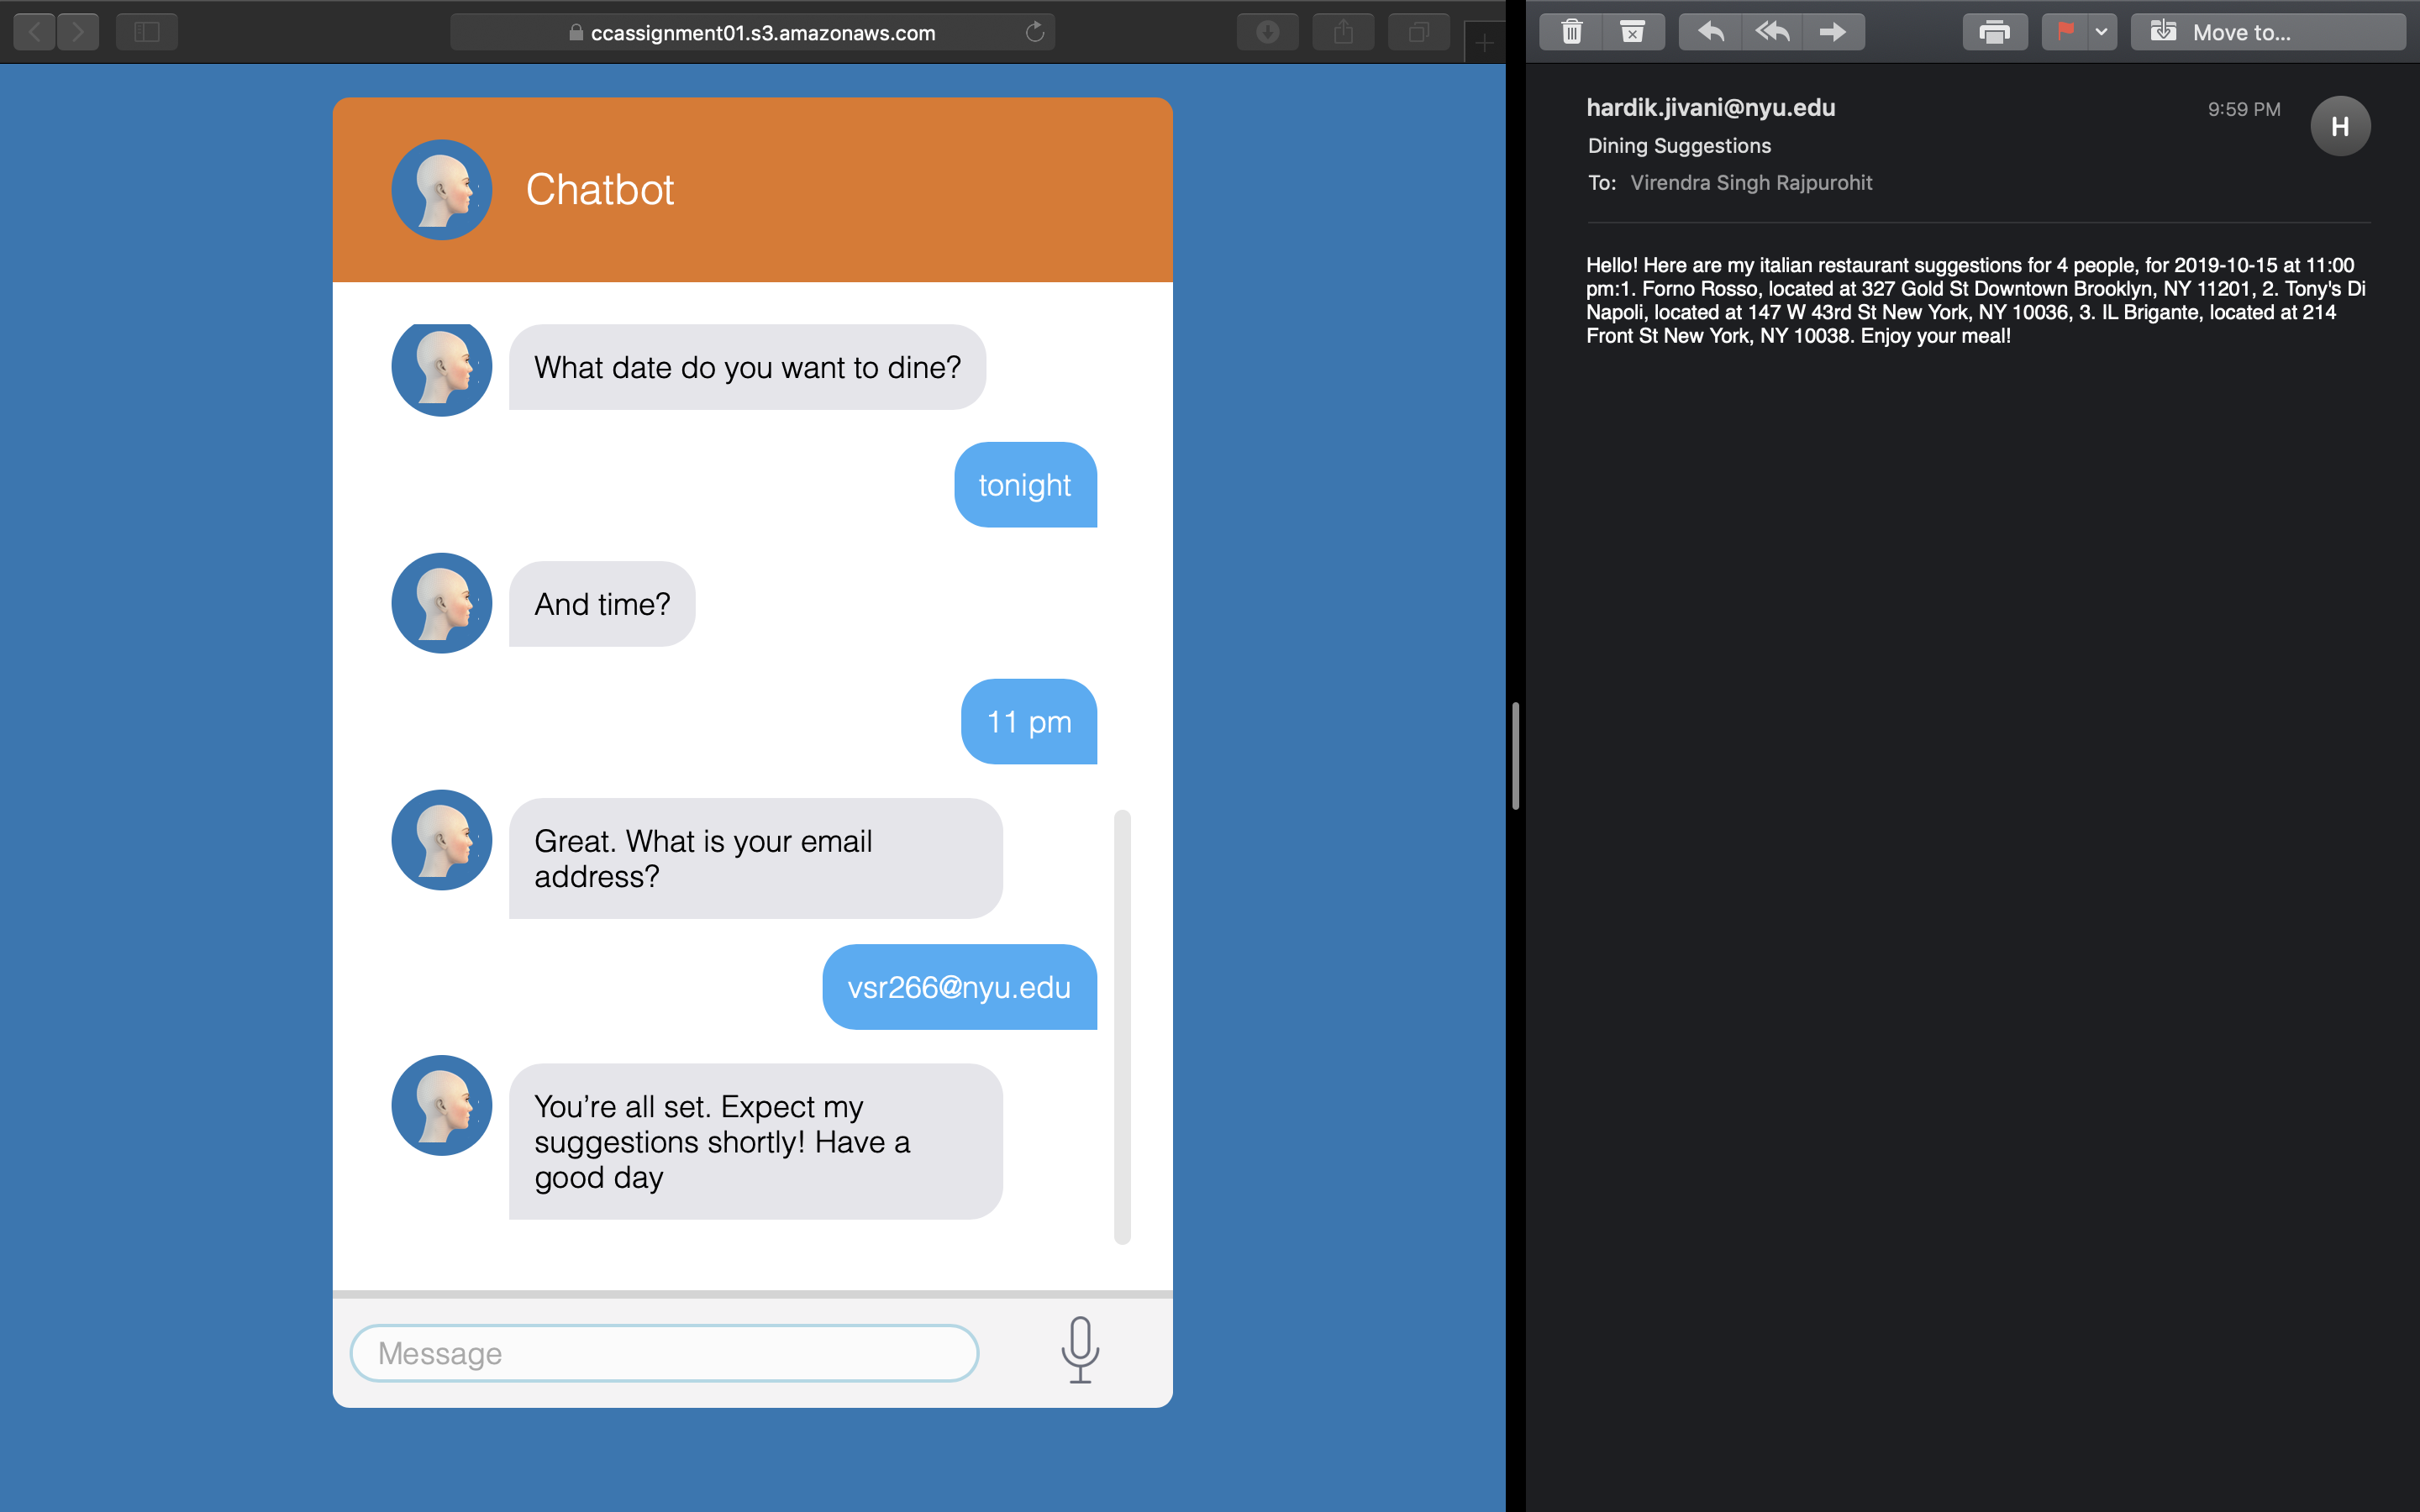 ccassignment01.s3.amazonaws.com
Chatbot
What date do you want to dine?
tonight
And time?
11 pm
Great. What is your email
address?
vsr266@nyu.edu
You're all set. Expect my
suggestions shortly! Have a
good day
Message
Move to...
hardik.jivani@nyu.edu
9:59 PM
H
Dining Suggestions
To: Virendra Singh Rajpurohit
Hello! Here are my italian restaurant suggestions for 4 people, for 2019-10-15 at 11:00
pm:1. Forno Rosso, located at 327 Gold St Downtown Brooklyn, NY 11201, 2. Tony's Di
Napoli, located at 147 W 43rd St New York, NY 10036, 3. IL Brigante, located at 214
Front St New York, NY 10038. Enjoy your meal!